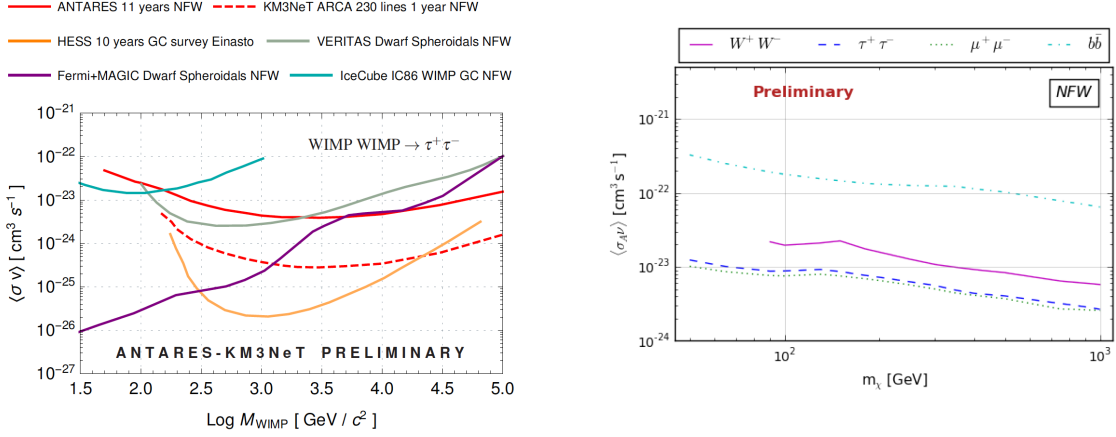 ANTARES 11 years NFW KM3NeT ARCA 230 lines 1 year NFW
HESS 10 years GC survey Einasto VERITAS Dwarf Spheroidals NFW
Fermi+MAGIC Dwarf Spheroidals NFW IceCube IC86 WIMP GC NFW
10⁻²¹
10⁻²²
10⁻²³
10⁻²⁴
10⁻²⁵
10⁻²⁶
10⁻²⁷
⟨σ v⟩ [cm³ s⁻¹]
WIMP WIMP → τ⁺ τ⁻
ANTARES-KM3NeT PRELIMINARY
1.5 2.0 2.5 3.0 3.5 4.0 4.5 5.0
Log M_WIMP [ GeV / c² ]
W⁺ W⁻ τ⁺ τ⁻ μ⁺ μ⁻ bb̄
Preliminary NFW
10⁻²¹
10⁻²²
10⁻²³
10⁻²⁴
⟨σ_Aν⟩ [cm³ s⁻¹]
10² 10³
m_χ [GeV]